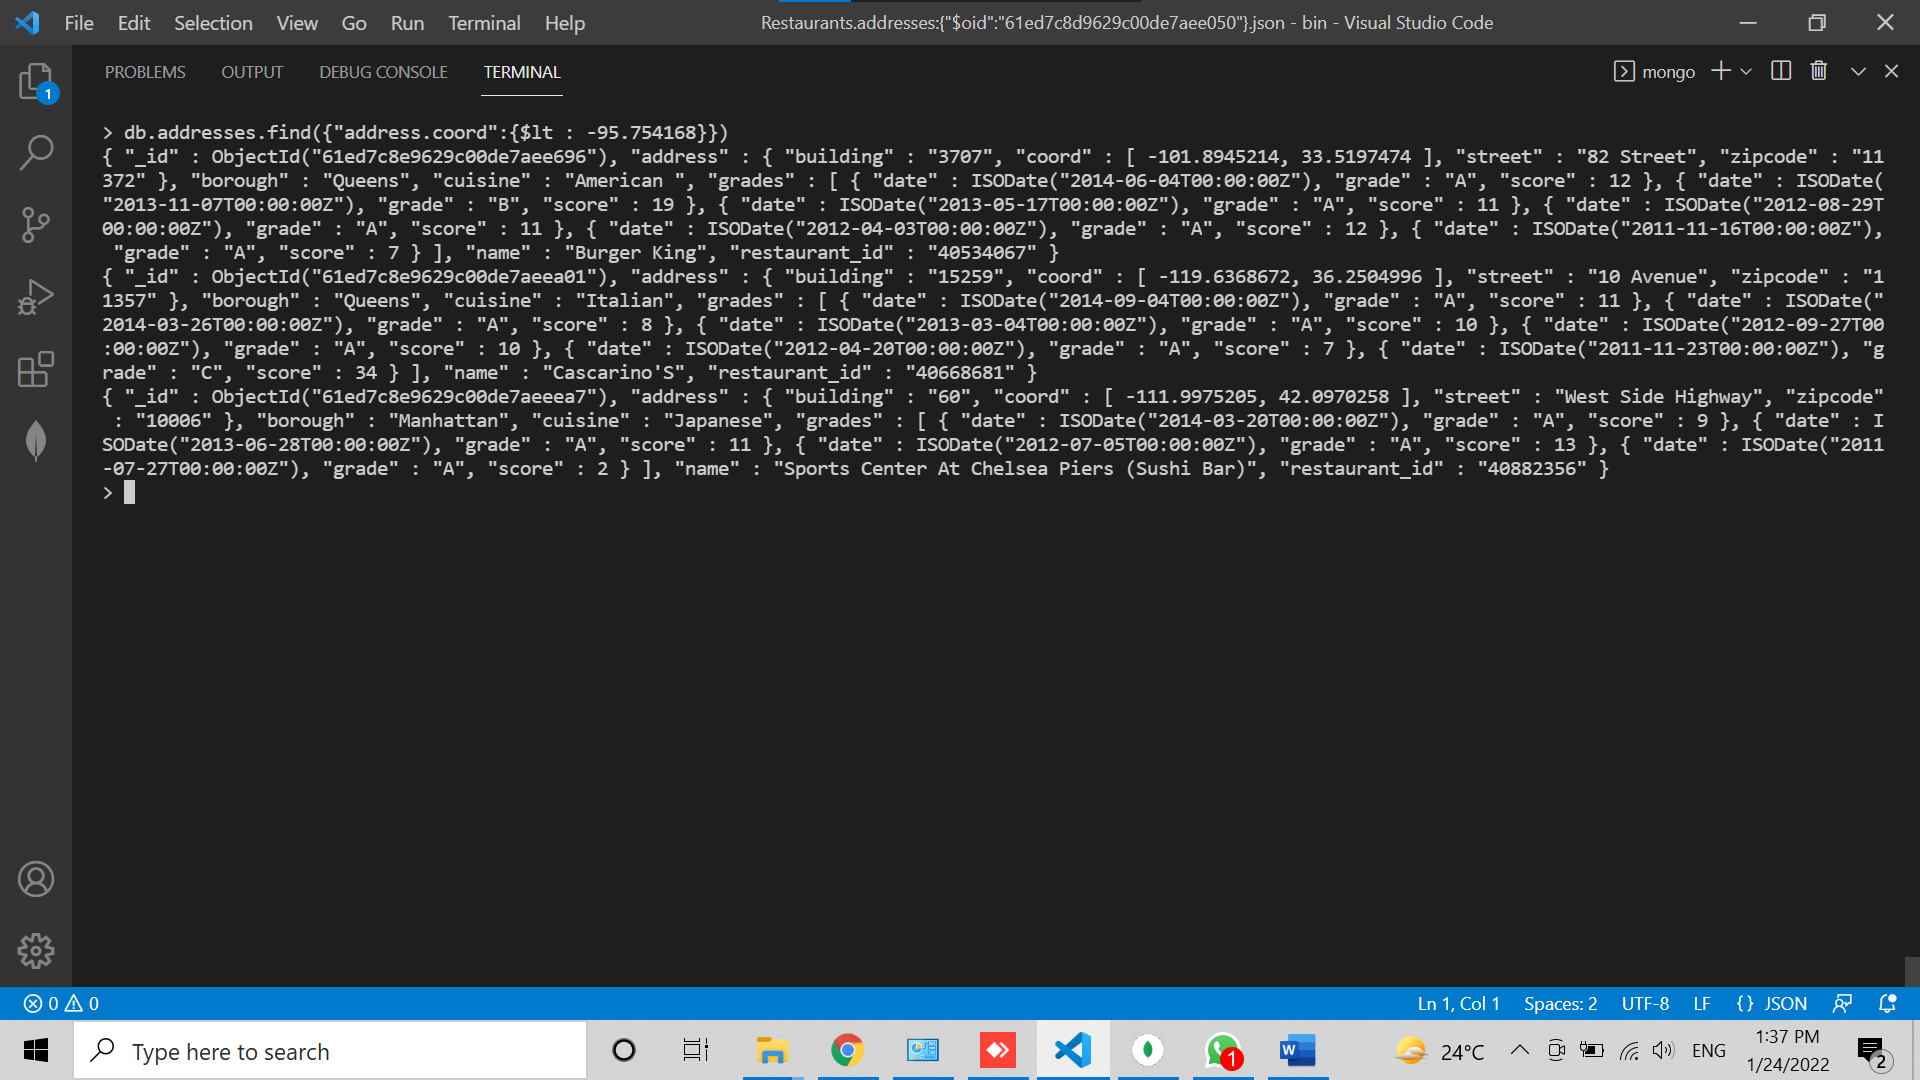 File Edit Selection View Go Run Terminal Help Restaurants.addresses:{"$oid":"61ed7c8d9629c00de7aee050"}.json - bin - Visual Studio Code
PROBLEMS OUTPUT DEBUG CONSOLE TERMINAL mongo
1
> db.addresses.find({"address.coord":{$lt : -95.754168}})
{ "_id" : ObjectId("61ed7c8e9629c00de7aee696"), "address" : { "building" : "3707", "coord" : [ -101.8945214, 33.5197474 ], "street" : "82 Street", "zipcode" : "11
372" }, "borough" : "Queens", "cuisine" : "American ", "grades" : [ { "date" : ISODate("2014-06-04T00:00:00Z"), "grade" : "A", "score" : 12 }, { "date" : ISODate(
"2013-11-07T00:00:00Z"), "grade" : "B", "score" : 19 }, { "date" : ISODate("2013-05-17T00:00:00Z"), "grade" : "A", "score" : 11 }, { "date" : ISODate("2012-08-29T
00:00:00Z"), "grade" : "A", "score" : 11 }, { "date" : ISODate("2012-04-03T00:00:00Z"), "grade" : "A", "score" : 12 }, { "date" : ISODate("2011-11-16T00:00:00Z"),
"grade" : "A", "score" : 7 } ], "name" : "Burger King", "restaurant_id" : "40534067" }
{ "_id" : ObjectId("61ed7c8e9629c00de7aeea01"), "address" : { "building" : "15259", "coord" : [ -119.6368672, 36.2504996 ], "street" : "10 Avenue", "zipcode" : "1
1357" }, "borough" : "Queens", "cuisine" : "Italian", "grades" : [ { "date" : ISODate("2014-09-04T00:00:00Z"), "grade" : "A", "score" : 11 }, { "date" : ISODate("
2014-03-26T00:00:00Z"), "grade" : "A", "score" : 8 }, { "date" : ISODate("2013-03-04T00:00:00Z"), "grade" : "A", "score" : 10 }, { "date" : ISODate("2012-09-27T00
:00:00Z"), "grade" : "A", "score" : 10 }, { "date" : ISODate("2012-04-20T00:00:00Z"), "grade" : "A", "score" : 7 }, { "date" : ISODate("2011-11-23T00:00:00Z"), "g
rade" : "C", "score" : 34 } ], "name" : "Cascarino'S", "restaurant_id" : "40668681" }
{ "_id" : ObjectId("61ed7c8e9629c00de7aeeea7"), "address" : { "building" : "60", "coord" : [ -111.9975205, 42.0970258 ], "street" : "West Side Highway", "zipcode"
: "10006" }, "borough" : "Manhattan", "cuisine" : "Japanese", "grades" : [ { "date" : ISODate("2014-03-20T00:00:00Z"), "grade" : "A", "score" : 9 }, { "date" : I
SODate("2013-06-28T00:00:00Z"), "grade" : "A", "score" : 11 }, { "date" : ISODate("2012-07-05T00:00:00Z"), "grade" : "A", "score" : 13 }, { "date" : ISODate("2011
-07-27T00:00:00Z"), "grade" : "A", "score" : 2 } ], "name" : "Sports Center At Chelsea Piers (Sushi Bar)", "restaurant_id" : "40882356" }
>
0 0 Ln 1, Col 1 Spaces: 2 UTF-8 LF {} JSON
Type here to search 1 W 24°C ENG 1:37 PM
1/24/2022 2